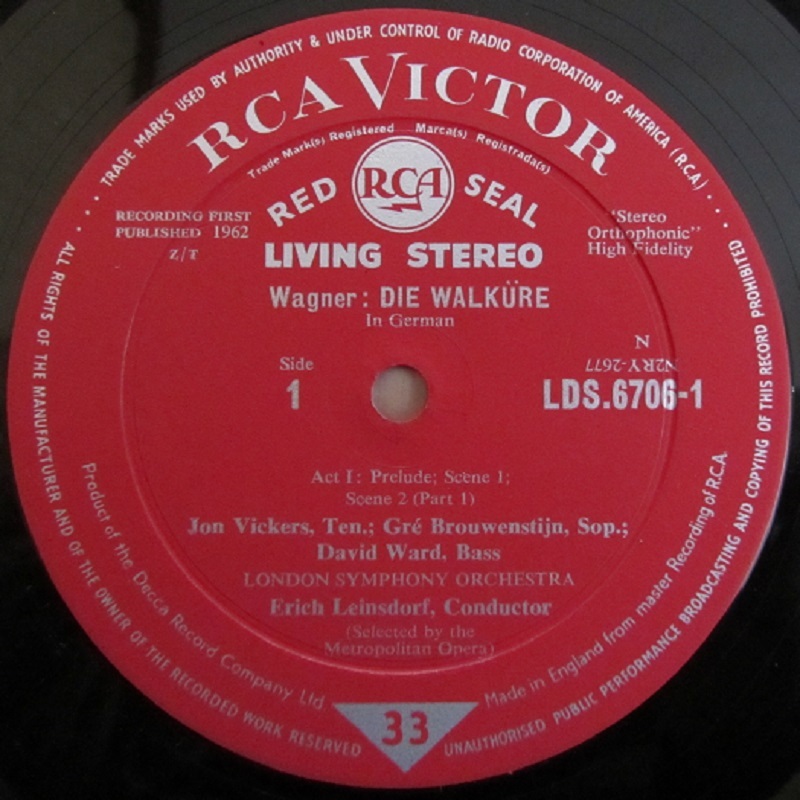 TRADE MARKS USED BY AUTHORITY & UNDER CONTROL OF RADIO CORPORATION OF AMERICA (R.C.A.)
RCA VICTOR
Trade Mark(s) Registered Marca(s) Registrada(s)
RED RCA SEAL
RECORDING FIRST
PUBLISHED 1962
Z/T
"Stereo
Orthophonic"
High Fidelity
LIVING STEREO
Wagner: DIE WALKÜRE
In German
Side
1
N
N2RY-2677
LDS.6706-1
Act I: Prelude; Scene 1;
Scene 2 (Part 1)
Jon Vickers, Ten.; Gré Brouwenstijn, Sop.;
David Ward, Bass
LONDON SYMPHONY ORCHESTRA
Erich Leinsdorf, Conductor
(Selected by the
Metropolitan Opera)
Product of the Decca Record Company Ltd.
Made in England from master Recording of R.C.A.
33
ALL RIGHTS OF THE MANUFACTURER AND OF THE OWNER OF THE RECORDED WORK RESERVED
UNAUTHORISED PUBLIC PERFORMANCE BROADCASTING AND COPYING OF THIS RECORD PROHIBITED